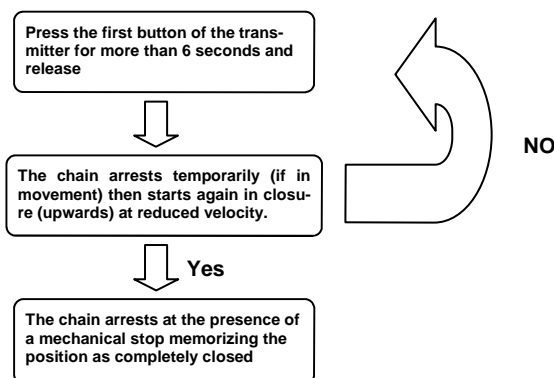 Press the first button of the trans-
mitter for more than 6 seconds and
release
The chain arrests temporarily (if in
movement) then starts again in closu-
re (upwards) at reduced velocity.
NO
Yes
The chain arrests at the presence of
a mechanical stop memorizing the
position as completely closed